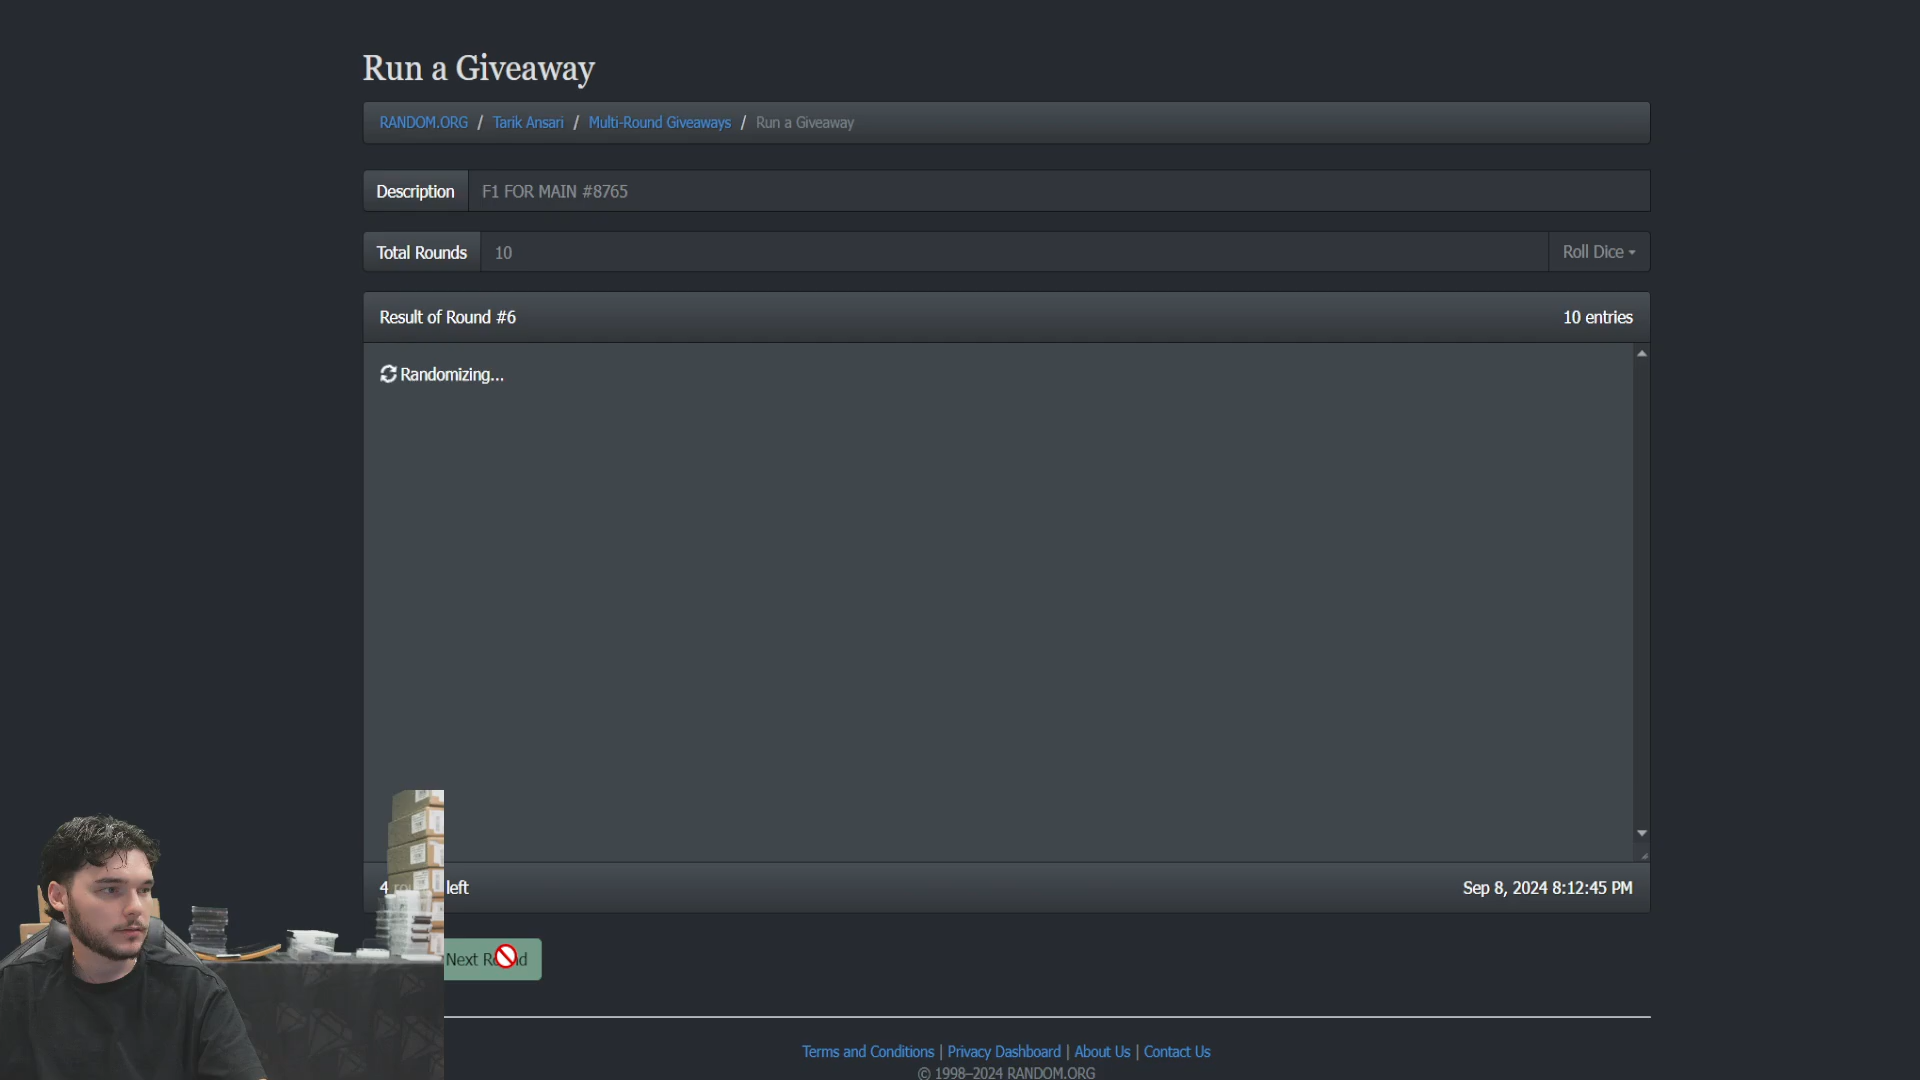 Run a Giveaway
RANDOM.ORG / Tarik Ansari / Multi-Round Giveaways / Run a Giveaway
Description F1 FOR MAIN #8765
Total Rounds 10 Roll Dice
Result of Round #6 10 entries
Randomizing...
4 left Sep 8, 2024 8:12:45 PM
Next
Terms and Conditions | Privacy Dashboard | About Us | Contact Us
© 1998–2024 RANDOM.ORG